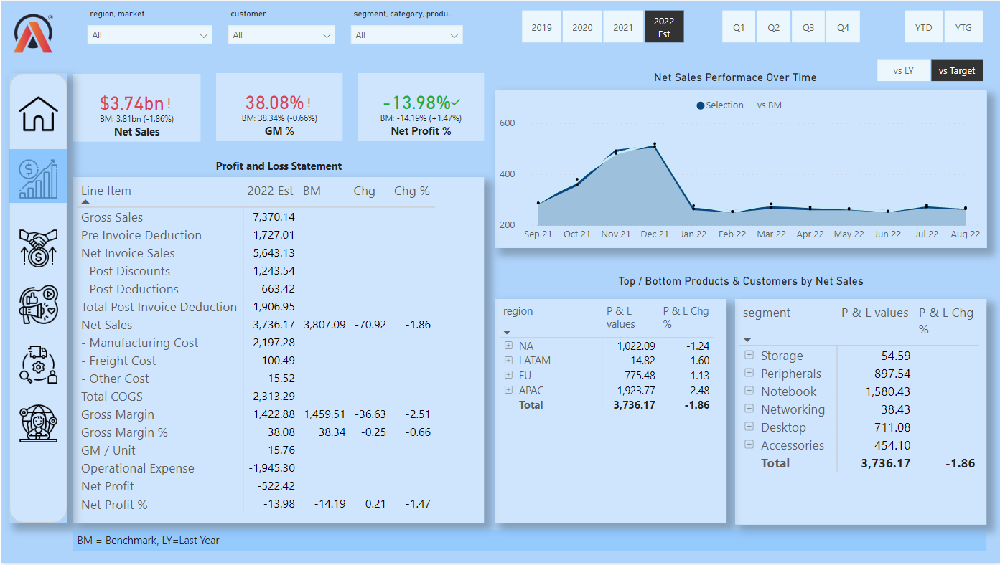 region, market
customer
segment, category, produ...
All
All
All
2019
2020
2021
2022
Est
Q1
Q2
Q3
Q4
YTD
YTG
vs LY
vs Target
$3.74bn !
BM: 3.81bn (-1.86%)
Net Sales
38.08% !
BM: 38.34% (-0.66%)
GM %
-13.98%
BM: -14.19% (+1.47%)
Net Profit %
Net Sales Performace Over Time
Selection
vs BM
600
400
200
Sep 21 Oct 21 Nov 21 Dec 21 Jan 22 Feb 22 Mar 22 Apr 22 May 22 Jun 22 Jul 22 Aug 22
Profit and Loss Statement
Line Item 2022 Est BM Chg Chg %
Gross Sales 7,370.14
Pre Invoice Deduction 1,727.01
Net Invoice Sales 5,643.13
- Post Discounts 1,243.54
- Post Deductions 663.42
Total Post Invoice Deduction 1,906.95
Net Sales 3,736.17 3,807.09 -70.92 -1.86
- Manufacturing Cost 2,197.28
- Freight Cost 100.49
- Other Cost 15.52
Total COGS 2,313.29
Gross Margin 1,422.88 1,459.51 -36.63 -2.51
Gross Margin % 38.08 38.34 -0.25 -0.66
GM / Unit 15.76
Operational Expense -1,945.30
Net Profit -522.42
Net Profit % -13.98 -14.19 0.21 -1.47
Top / Bottom Products & Customers by Net Sales
region P & L values P & L Chg %
NA 1,022.09 -1.24
LATAM 14.82 -1.60
EU 775.48 -1.13
APAC 1,923.77 -2.48
Total 3,736.17 -1.86
segment P & L values P & L Chg %
Storage 54.59
Peripherals 897.54
Notebook 1,580.43
Networking 38.43
Desktop 711.08
Accessories 454.10
Total 3,736.17 -1.86
BM = Benchmark, LY=Last Year